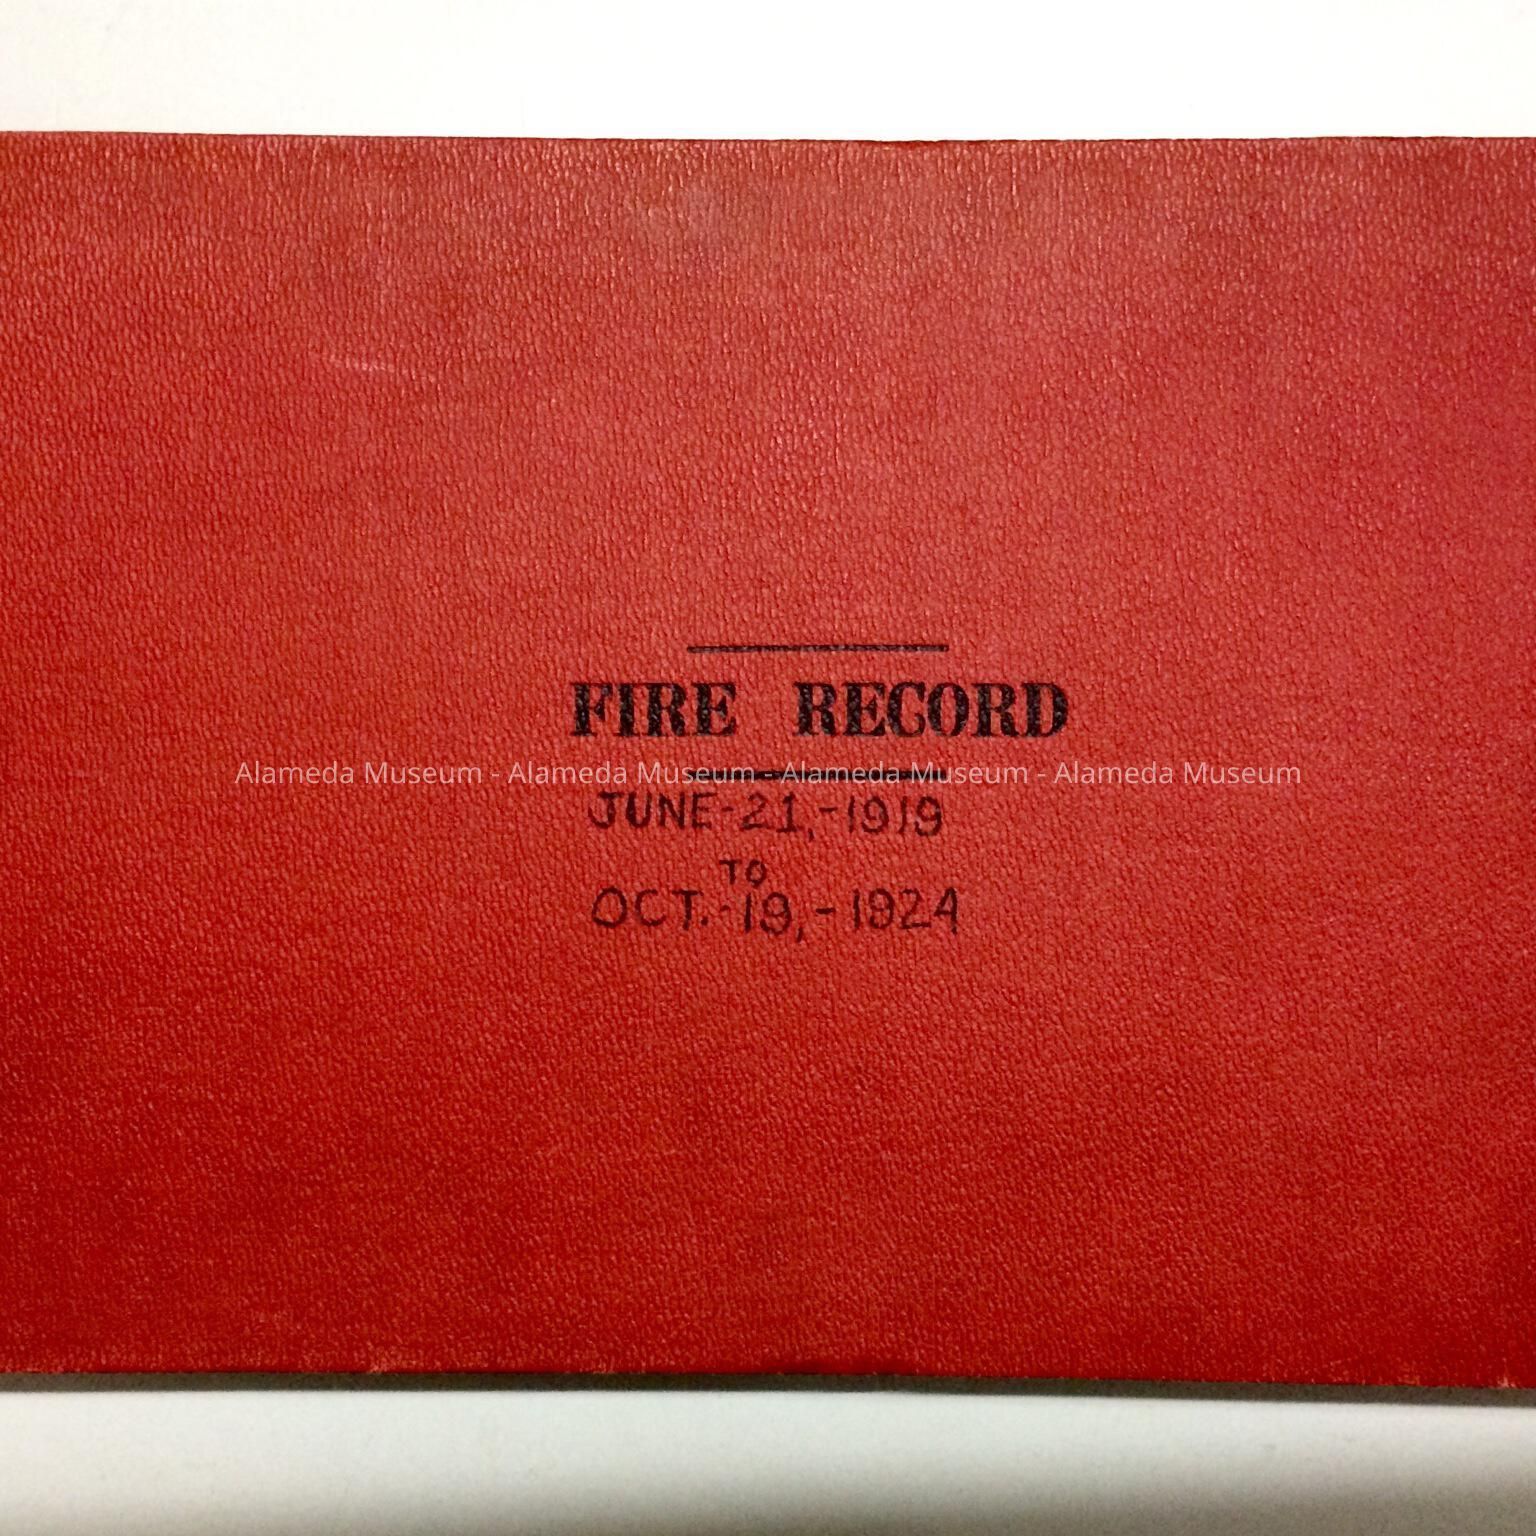 FIRE RECORD
Alameda Museum - Alameda Museum - Alameda Museum - Alameda Museum
JUNE-21,-1919
TO
OCT.-19,-1924